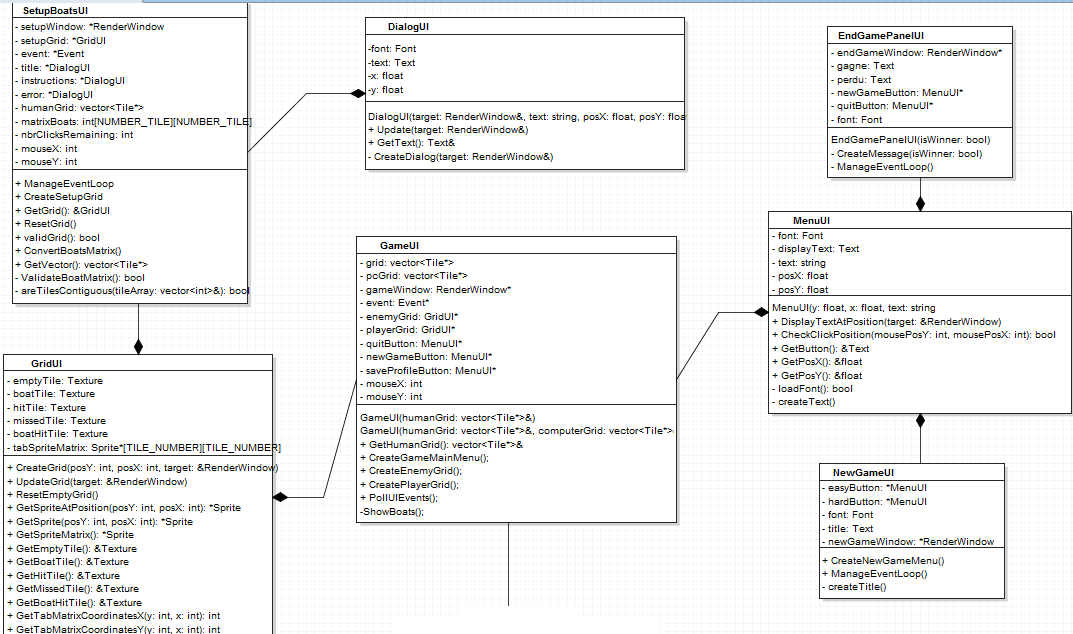 SetupBoatsUI
- setupWindow: *RenderWindow
- setupGrid: *GridUI
- event: *Event
- title: *DialogUI
- instructions: *DialogUI
- error: *DialogUI
- humanGrid: vector<Tile*>
- matrixBoats: int[NUMBER_TILE][NUMBER_TILE]
- nbrClicksRemaining: int
- mouseX: int
- mouseY: int
+ ManageEventLoop
+ CreateSetupGrid
+ GetGrid(): &GridUI
+ ResetGrid()
+ validGrid(): bool
+ ConvertBoatsMatrix()
+ GetVector(): vector<Tile*>
- ValidateBoatMatrix(): bool
- areTilesContiguous(tileArray: vector<int>&): bool
DialogUI
-font: Font
-text: Text
-x: float
-y: float
DialogUI(target: RenderWindow&, text: string, posX: float, posY: floa
+ Update(target: RenderWindow&)
+ GetText(): Text&
- CreateDialog(target: RenderWindow&)
EndGamePanelUI
- endGameWindow: RenderWindow*
- gagne: Text
- perdu: Text
- newGameButton: MenuUI*
- quitButton: MenuUI*
- font: Font
EndGamePanelUI(isWinner: bool)
- CreateMessage(isWinner: bool)
- ManageEventLoop()
GameUI
- grid: vector<Tile*>
- pcGrid: vector<Tile*>
- gameWindow: RenderWindow*
- event: Event*
- enemyGrid: GridUI*
- playerGrid: GridUI*
- quitButton: MenuUI*
- newGameButton: MenuUI*
- saveProfileButton: MenuUI*
- mouseX: int
- mouseY: int
GameUI(humanGrid: vector<Tile*>&)
GameUI(humanGrid: vector<Tile*>&, computerGrid: vector<Tile*>
+ GetHumanGrid(): vector<Tile*>&
+ CreateGameMainMenu();
+ CreateEnemyGrid();
+ CreatePlayerGrid();
+ PollUIEvents();
-ShowBoats();
MenuUI
- font: Font
- displayText: Text
- text: string
- posX: float
- posY: float
MenuUI(y: float, x: float, text: string
+ DisplayTextAtPosition(target: &RenderWindow)
+ CheckClickPosition(mousePosY: int, mousePosX: int): bool
+ GetButton(): &Text
+ GetPosX(): &float
+ GetPosY(): &float
- loadFont(): bool
- createText()
GridUI
- emptyTile: Texture
- boatTile: Texture
- hitTile: Texture
- missedTile: Texture
- boatHitTile: Texture
- tabSpriteMatrix: Sprite*[TILE_NUMBER][TILE_NUMBER]
+ CreateGrid(posY: int, posX: int, target: &RenderWindow)
+ UpdateGrid(target: &RenderWindow)
+ ResetEmptyGrid()
+ GetSpriteAtPosition(posY: int, posX: int): *Sprite
+ GetSprite(posY: int, posX: int): *Sprite
+ GetSpriteMatrix(): *Sprite
+ GetEmptyTile(): &Texture
+ GetBoatTile(): &Texture
+ GetHitTile(): &Texture
+ GetMissedTile(): &Texture
+ GetBoatHitTile(): &Texture
+ GetTabMatrixCoordinatesX(y: int, x: int): int
+ GetTabMatrixCoordinatesY(y: int, x: int): int
NewGameUI
- easyButton: *MenuUI
- hardButton: *MenuUI
- font: Font
- title: Text
- newGameWindow: *RenderWindow
+ CreateNewGameMenu()
+ ManageEventLoop()
- createTitle()